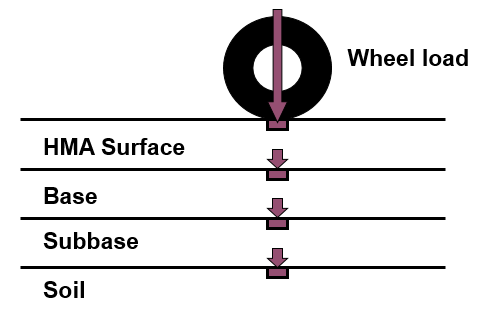 Wheel load
HMA Surface
Base
Subbase
Soil